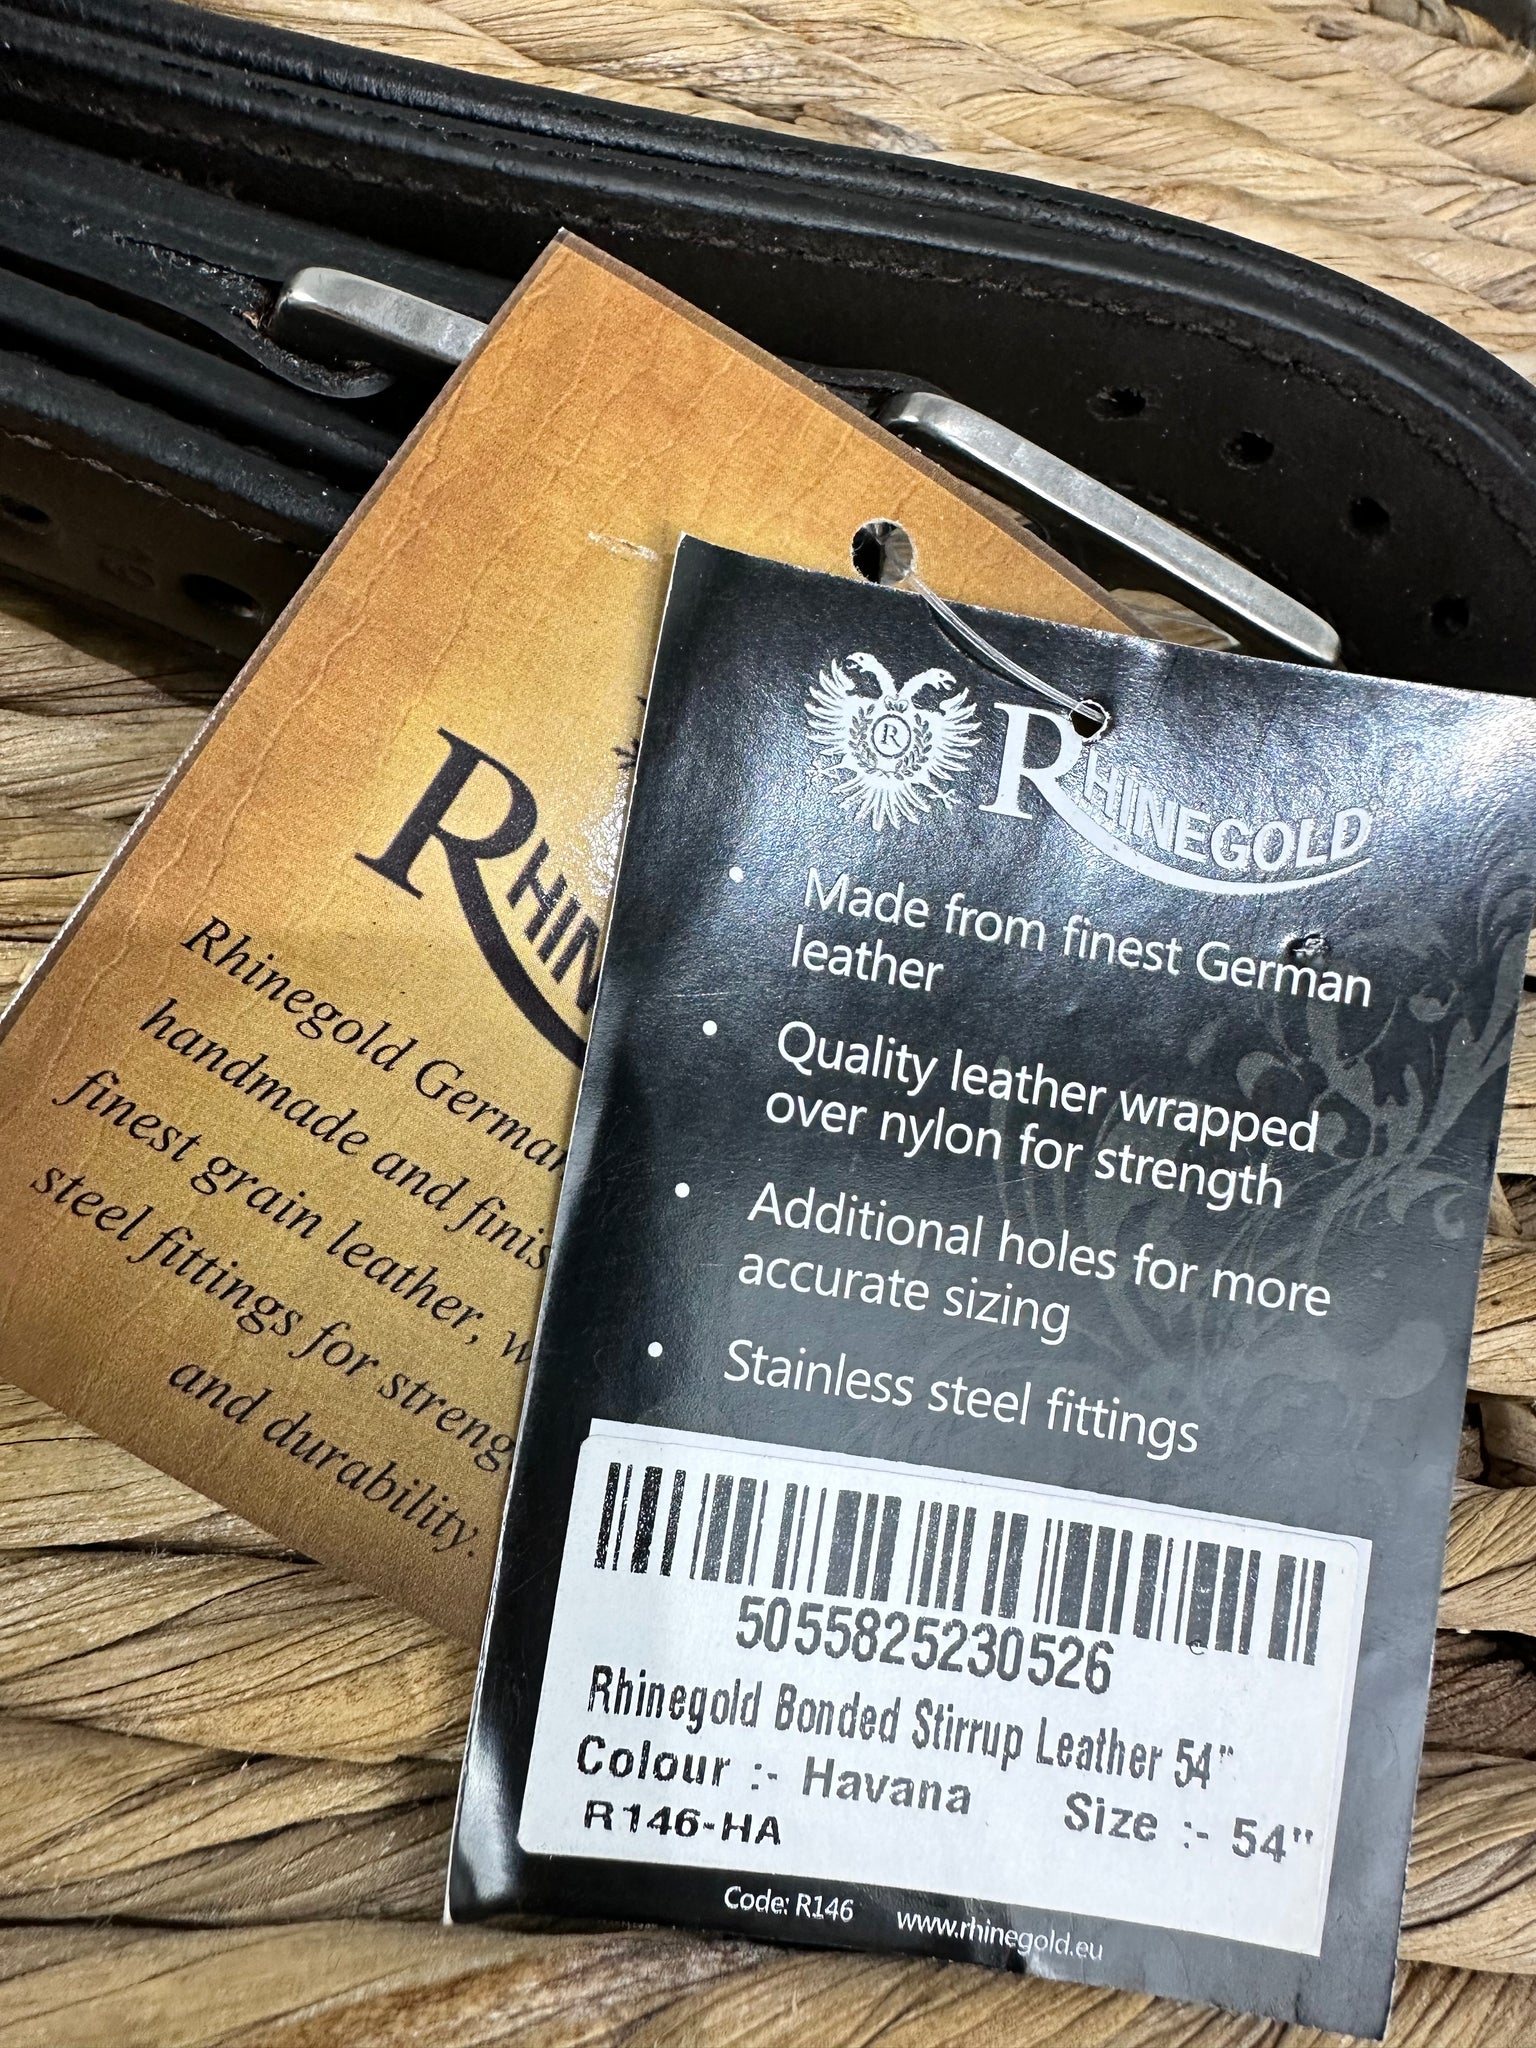 RHIN
Rhinegold German
handmade and finis
finest grain leather, w
steel fittings for streng
and durability.
R
RHINEGOLD
• Made from finest German
leather
• Quality leather wrapped
over nylon for strength
• Additional holes for more
accurate sizing
• Stainless steel fittings
5055825230526
Rhinegold Bonded Stirrup Leather 54"
Colour :- Havana Size :- 54"
R146-HA
Code: R146 www.rhinegold.eu